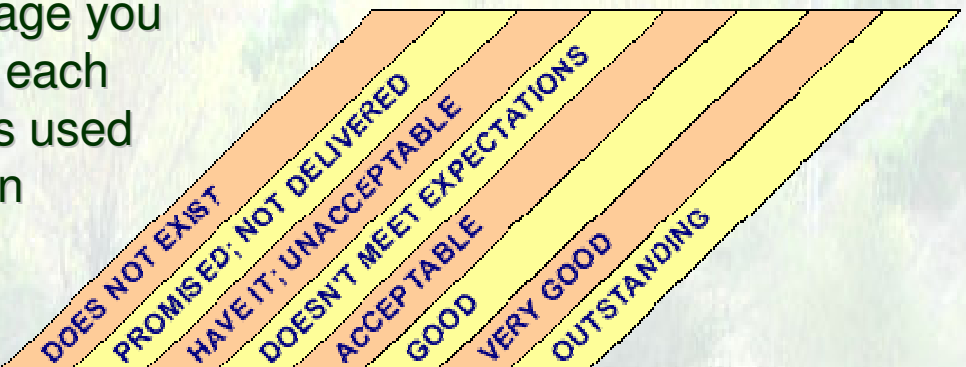 age you
each
s used
n
DOES NOT EXIST
PROMISED; NOT DELIVERED
HAVE IT; UNACCEPTABLE
DOESN'T MEET EXPECTATIONS
ACCEPTABLE
GOOD
VERY GOOD
OUTSTANDING